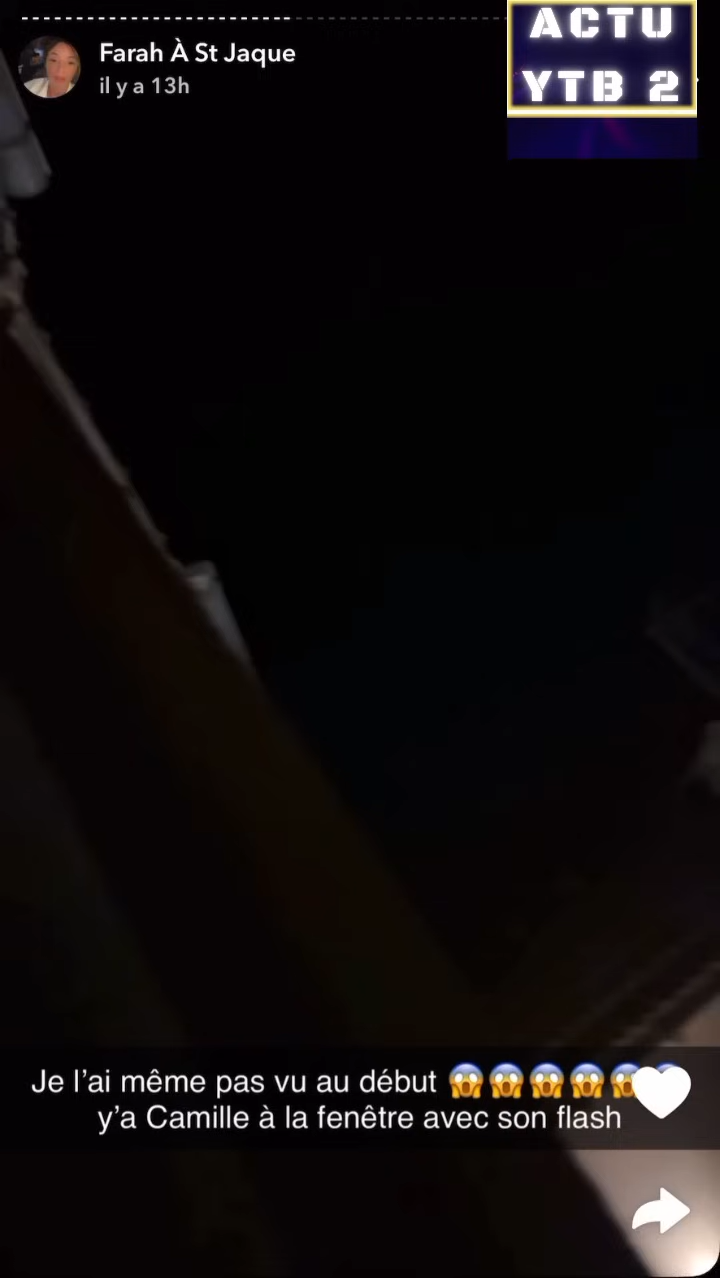 Farah À St Jaque
il y a 13h
ACTU
YTB 2
Je l'ai même pas vu au début 😱😱😱😱😱
y'a Camille à la fenêtre avec son flash